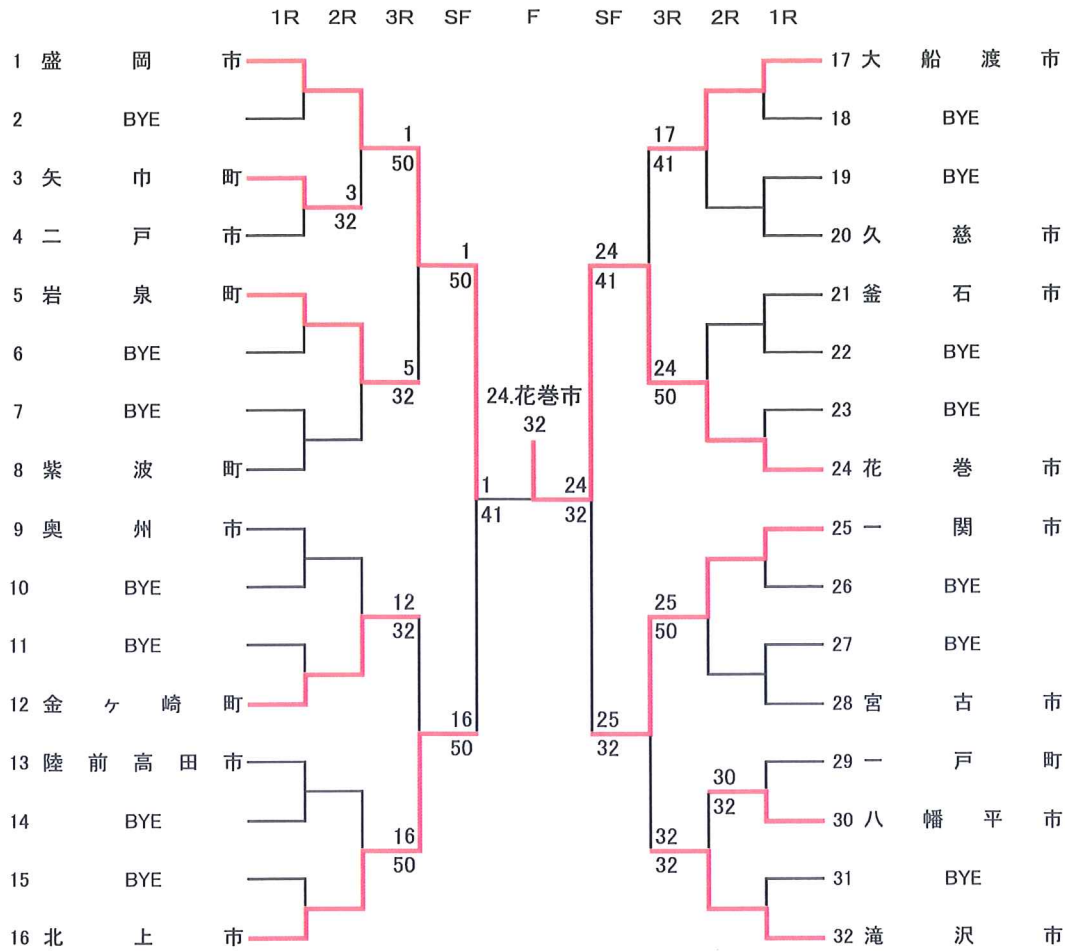 1R 2R 3R SF F SF 3R 2R 1R
1 盛岡市 17 大船渡市
2 BYE 18 BYE
1 17
50 41
3 矢巾町 19 BYE
3
32
4 二戸市 20 久慈市
1 24
50 41
5 岩泉町 21 釜石市
6 BYE 22 BYE
5 24
32 50
24.花巻市
32
7 BYE 23 BYE
8 紫波町 24 花巻市
1 24
41 32
9 奥州市 25 一関市
10 BYE 26 BYE
12 25
32 50
11 BYE 27 BYE
12 金ヶ崎町 28 宮古市
16 25
50 32
13 陸前高田市 29 一戸町
30
32
14 BYE 30 八幡平市
16 32
50 32
15 BYE 31 BYE
16 北上市 32 滝沢市